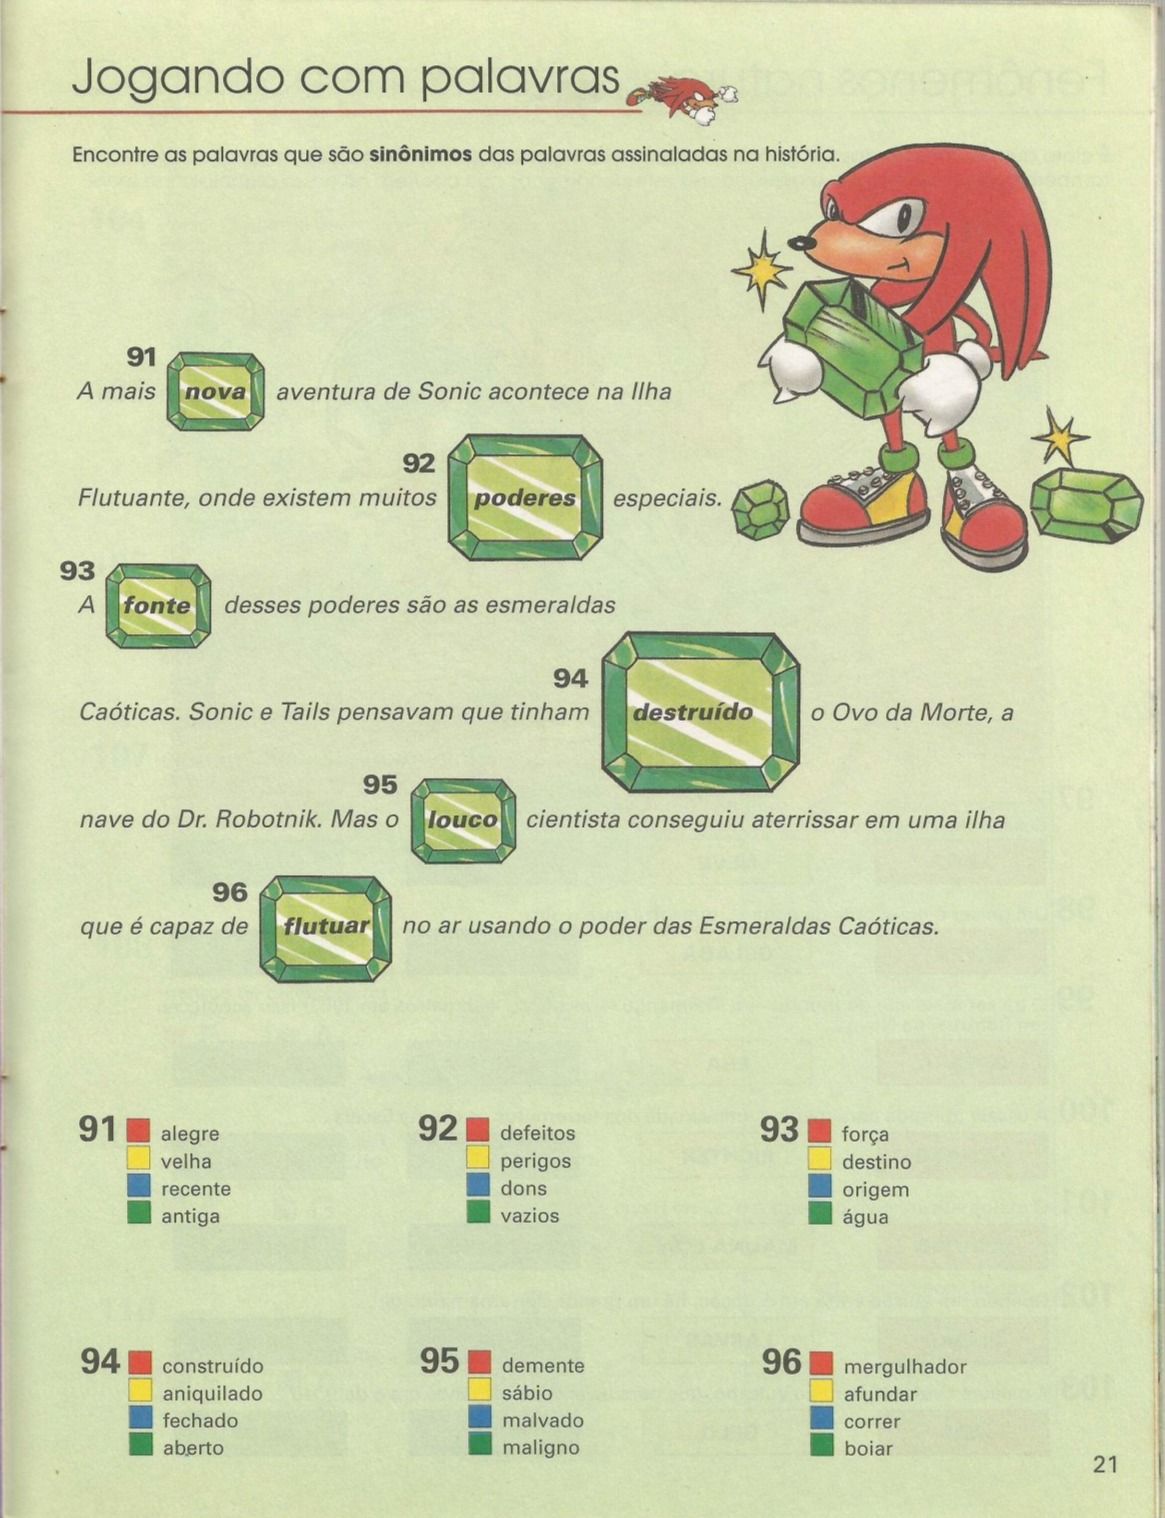 Jogando com palavras
Encontre as palavras que são sinônimos das palavras assinaladas na história.
91
A mais nova aventura de Sonic acontece na Ilha
92
Flutuante, onde existem muitos poderes especiais.
93
A fonte desses poderes são as esmeraldas
94
Caóticas. Sonic e Tails pensavam que tinham destruído o Ovo da Morte, a
95
nave do Dr. Robotnik. Mas o louco cientista conseguiu aterrissar em uma ilha
96
que é capaz de flutuar no ar usando o poder das Esmeraldas Caóticas.
91 alegre
velha
recente
antiga
92 defeitos
perigos
dons
vazios
93 força
destino
origem
água
94 construído
aniquilado
fechado
aberto
95 demente
sábio
malvado
maligno
96 mergulhador
afundar
correr
boiar
21